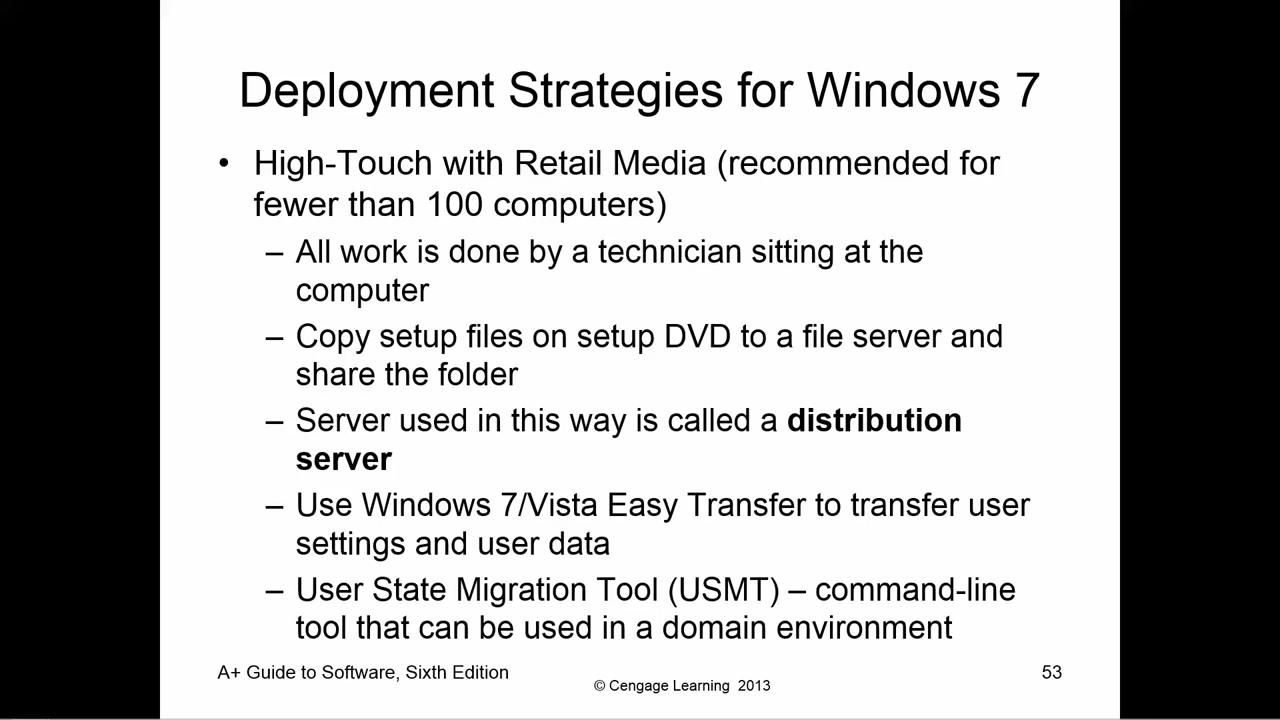 Deployment Strategies for Windows 7
• High-Touch with Retail Media (recommended for
fewer than 100 computers)
– All work is done by a technician sitting at the
computer
– Copy setup files on setup DVD to a file server and
share the folder
– Server used in this way is called a distribution
server
– Use Windows 7/Vista Easy Transfer to transfer user
settings and user data
– User State Migration Tool (USMT) – command-line
tool that can be used in a domain environment
A+ Guide to Software, Sixth Edition
© Cengage Learning 2013
53